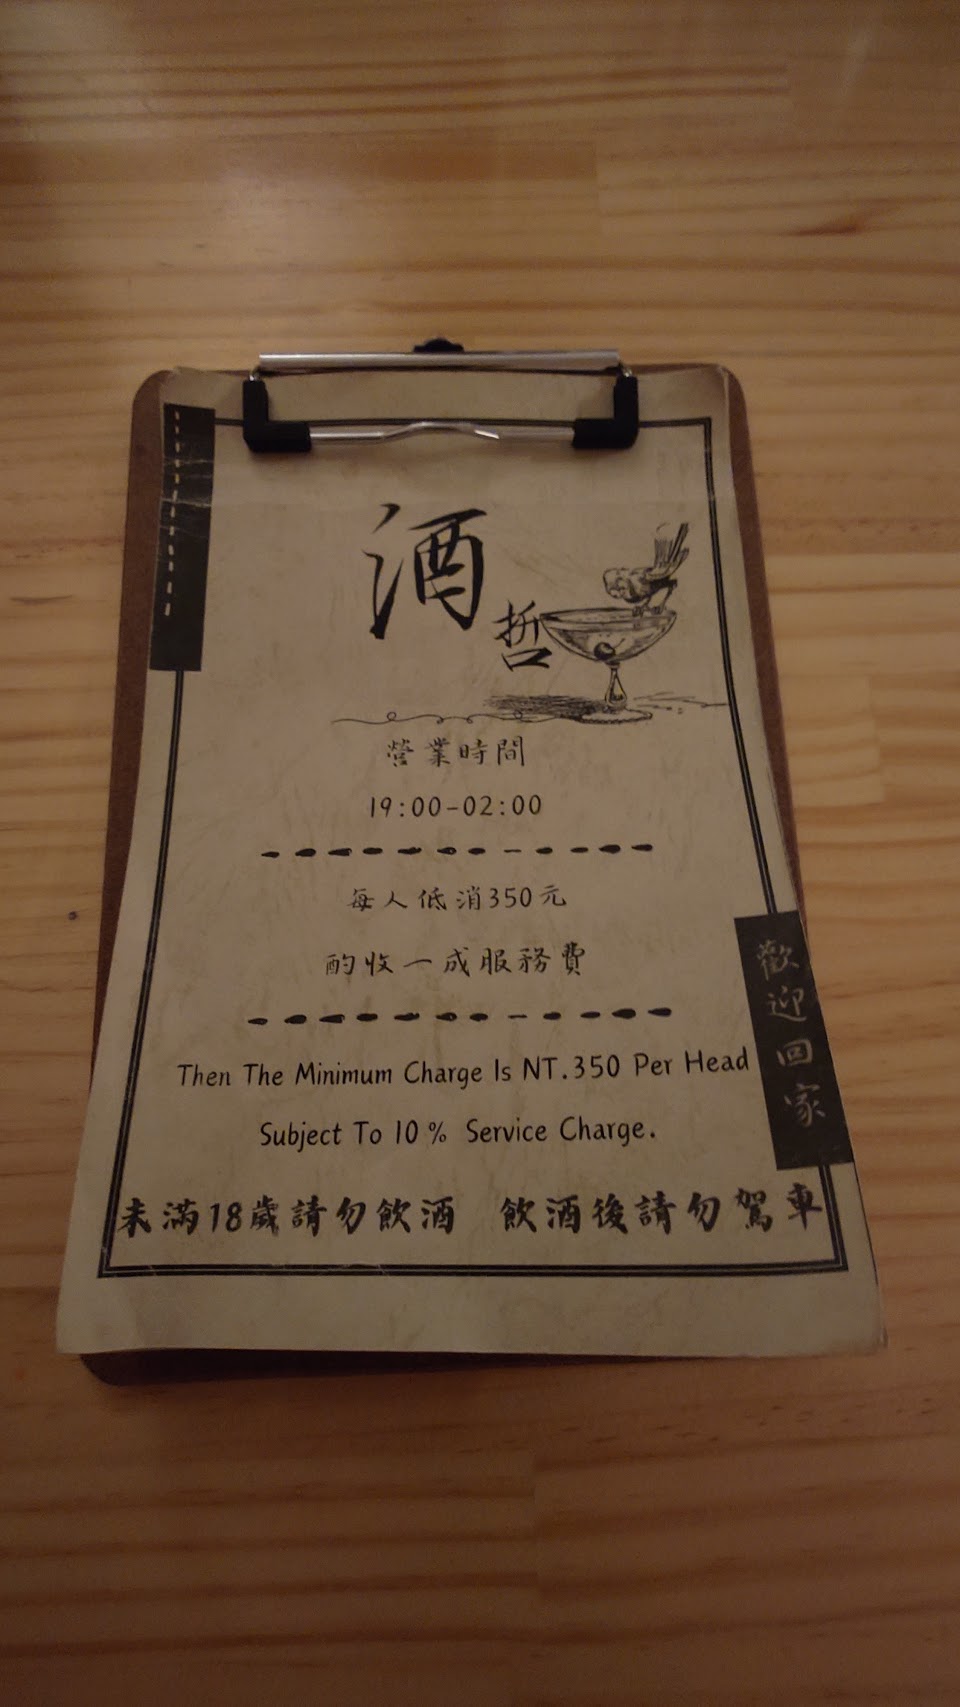 酒
哲
營業時間
19:00-02:00
每人低消350元
酌收一成服務費
歡迎回家
Then The Minimum Charge Is NT.350 Per Head
Subject To 10% Service Charge.
未滿18歲請勿飲酒 飲酒後請勿駕車